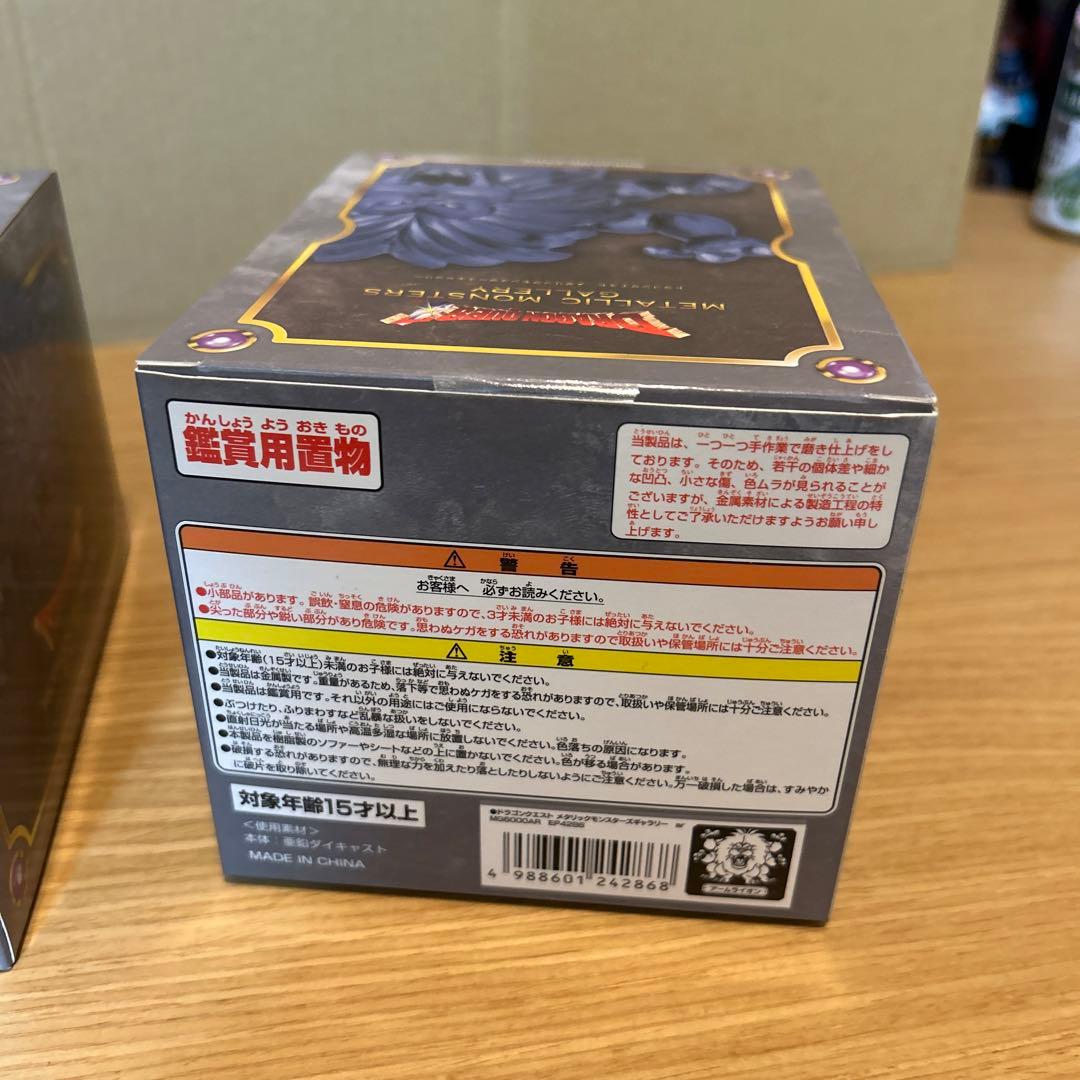 DRAGON QUEST
METALLIC MONSTERS
GALLERY
かんしょう よう おき もの
鑑賞用置物
当製品は、一つ一つ手作業で磨き仕上げをし
ております。そのため、若干の個体差や細か
な凹凸、小さな傷、色ムラが見られることが
ございますが、金属素材による製造工程の特
性としてご了承いただけますようお願い申し
上げます。
⚠ 警告
お客様へ 必ずお読みください。
●小部品があります。誤飲・窒息の危険がありますので、3才未満のお子様には絶対に与えないでください。
●尖った部分や鋭い部分があり危険です。思わぬケガをする恐れがありますので取扱いや保管場所には十分ご注意ください。
⚠ 注意
●対象年齢(15才以上)未満のお子様には絶対に与えないでください。
●当製品は金属製です。重量があるため、落下等で思わぬケガをする恐れがありますので、取扱いや保管場所には十分ご注意ください。
●当製品は鑑賞用です。それ以外の用途にはご使用にならないでください。
●ぶつけたり、ふりまわすなど乱暴な扱いをしないでください。
●直射日光が当たる場所や高温多湿な場所に放置しないでください。色落ちの原因になります。
●本製品を樹脂製のソファーやシートなどの上に置かないでください。色が移る場合があります。
●破損する恐れがありますので、無理な力を加えたり落としたりしないようにご注意ください。万一破損した場合は、すみやか
に破片を取り除いてください。
対象年齢15才以上
<使用素材>
本体：亜鉛ダイキャスト
MADE IN CHINA
●ドラゴンクエスト メタリックモンスターズギャラリー ar
MG6000AR EP4286
4 988601 242868
アームライオン